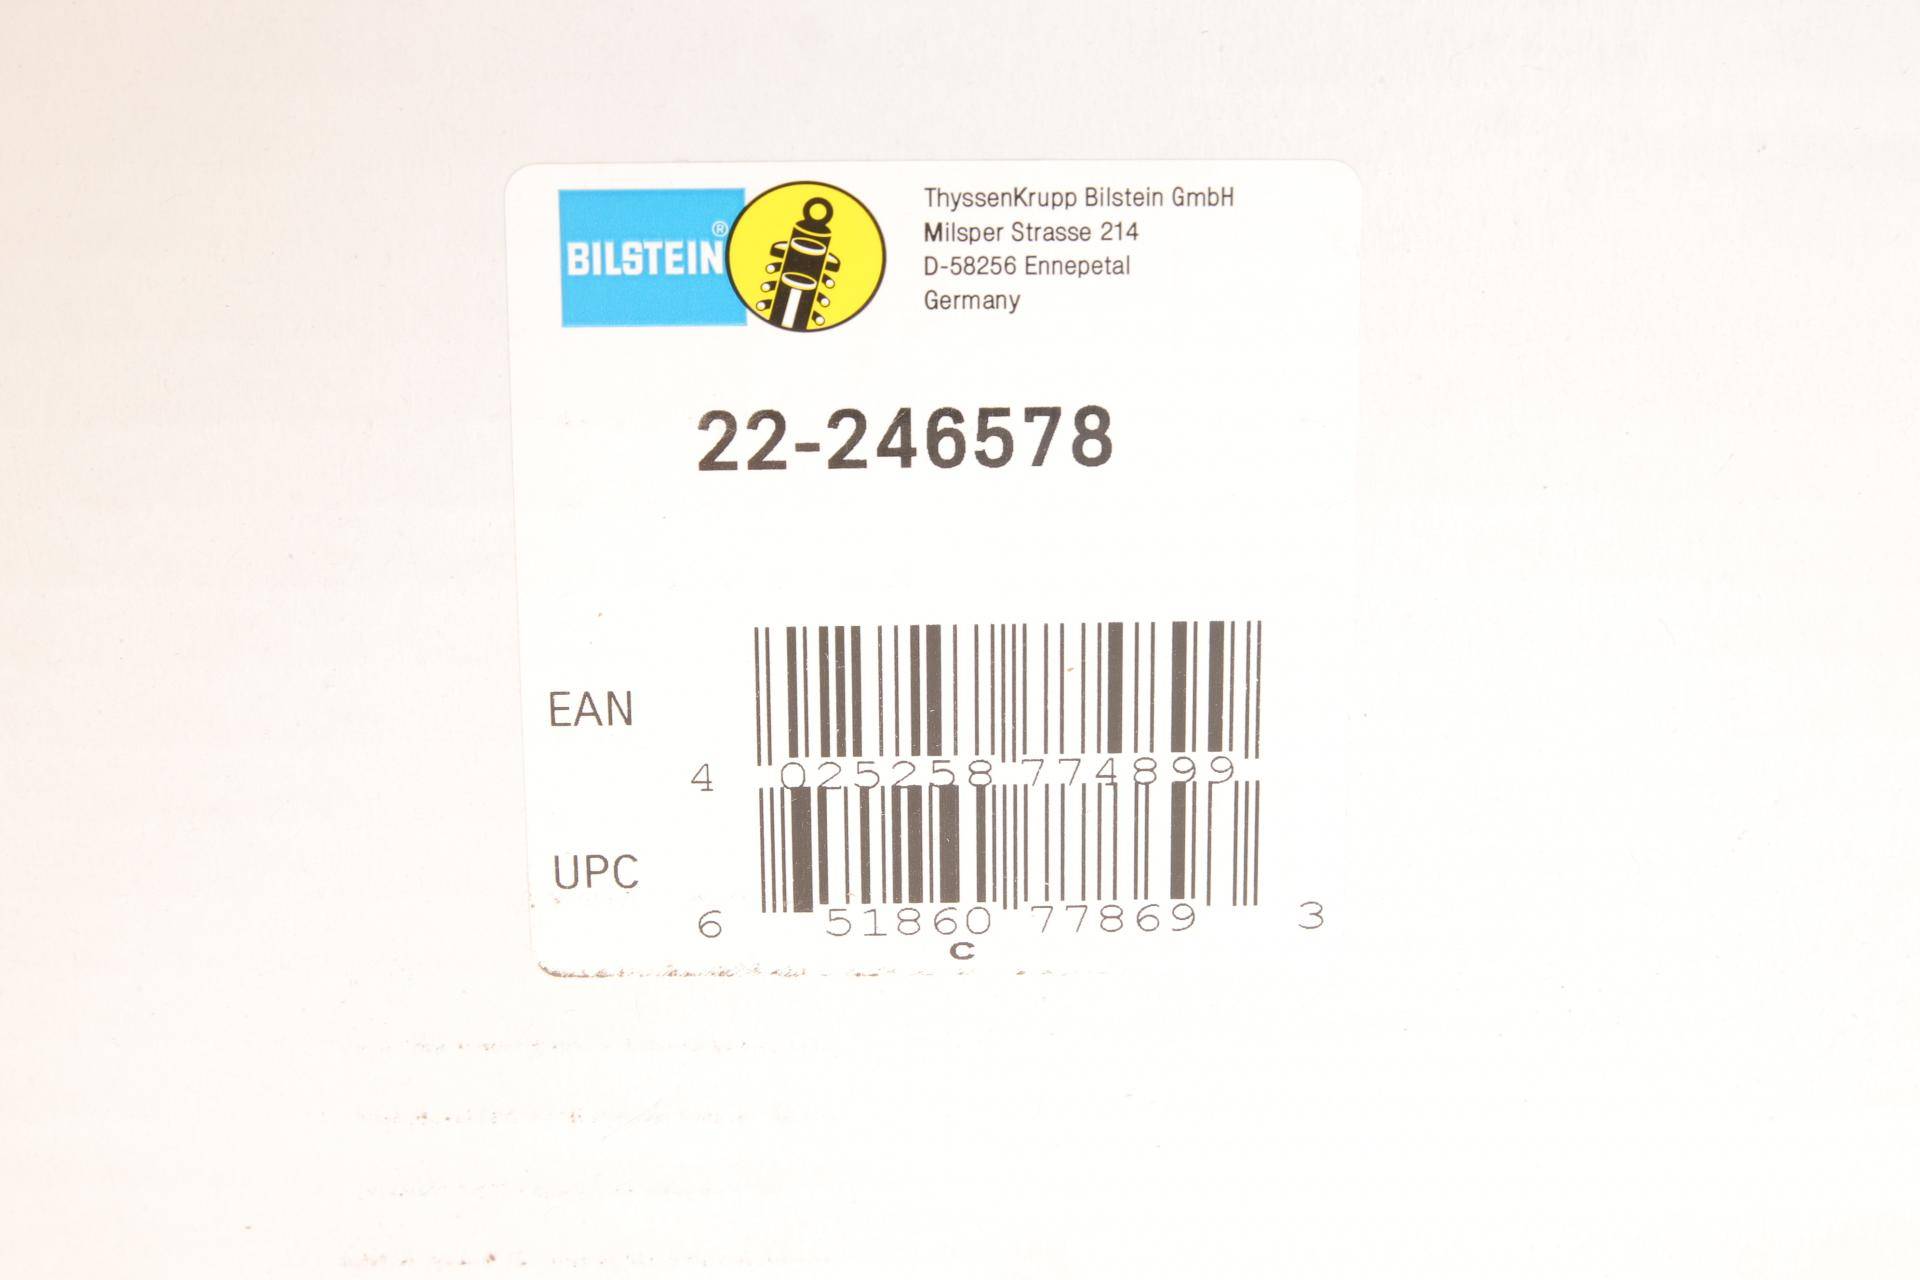 BILSTEIN®
ThyssenKrupp Bilstein GmbH
Milsper Strasse 214
D-58256 Ennepetal
Germany
22-246578
EAN
4 025258 774899
UPC
6 51860 77869 3
C